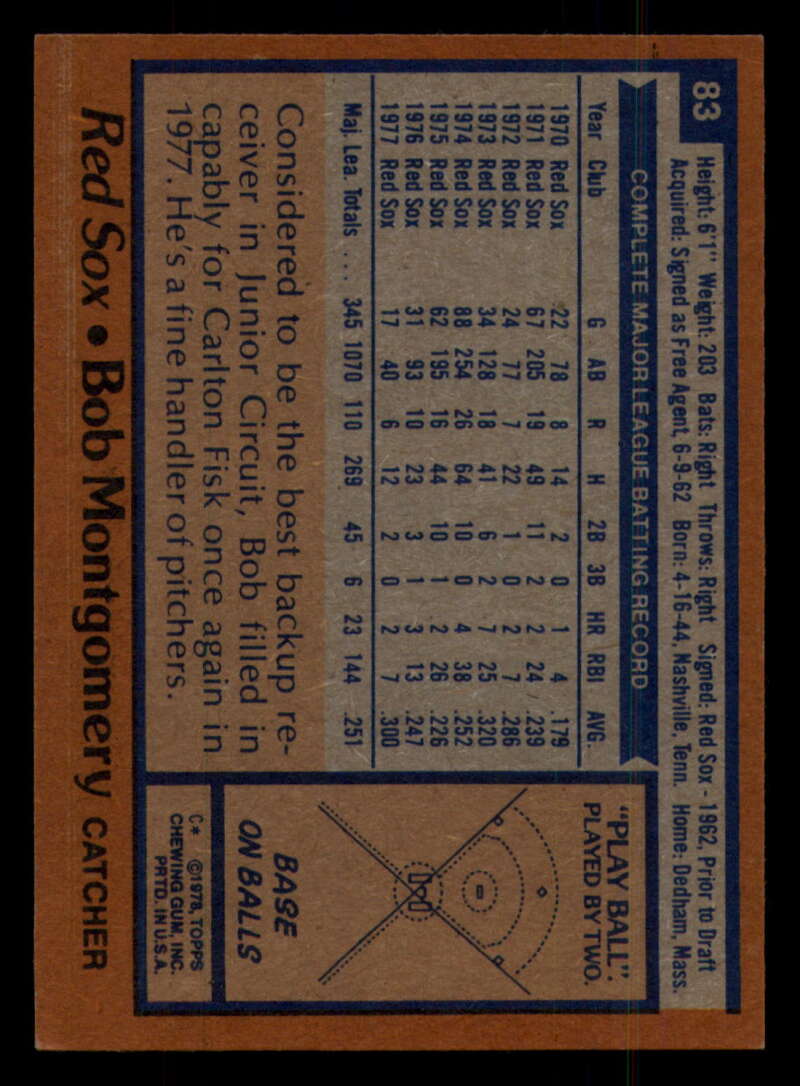 83
Height: 6'1" Weight: 203 Bats: Right Throws: Right Signed: Red Sox - 1962, Prior to Draft
Acquired: Signed as Free Agent, 6-9-62 Born: 4-16-44, Nashville, Tenn. Home: Dedham, Mass.
COMPLETE MAJOR LEAGUE BATTING RECORD
Year Club G AB R H 2B 3B HR RBI AVG.
1970 Red Sox 22 78 8 14 2 0 1 4 .179
1971 Red Sox 67 205 19 49 11 2 2 24 .239
1972 Red Sox 24 77 7 22 1 0 2 7 .286
1973 Red Sox 34 128 18 41 6 2 7 25 .320
1974 Red Sox 88 254 26 64 10 0 4 38 .252
1975 Red Sox 62 195 16 44 10 1 2 26 .226
1976 Red Sox 31 93 10 23 3 1 3 13 .247
1977 Red Sox 17 40 6 12 2 0 2 7 .300
Maj. Lea. Totals ... 345 1070 110 269 45 6 23 144 .251
Considered to be the best backup re-
ceiver in Junior Circuit, Bob filled in
capably for Carlton Fisk once again in
1977. He's a fine handler of pitchers.
"PLAY BALL":
PLAYED BY TWO.
BASE
ON BALLS
C* ©1978, TOPPS
CHEWING GUM, INC.
PRTD. IN U.S.A.
Red Sox • Bob Montgomery CATCHER